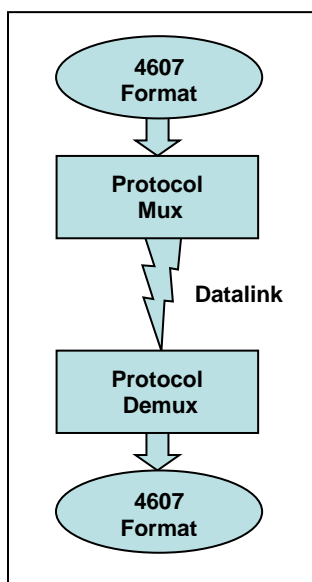 4607
Format
Protocol
Mux
Datalink
Protocol
Demux
4607
Format